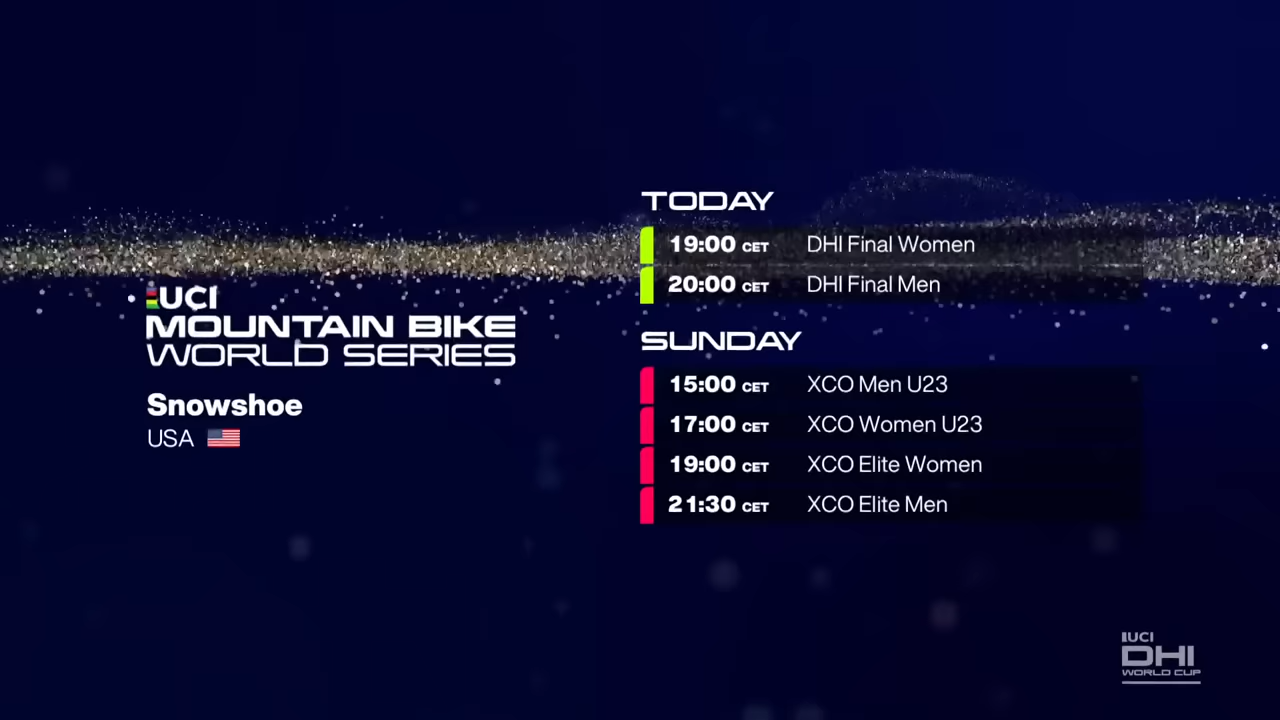 UCI
MOUNTAIN BIKE
WORLD SERIES
Snowshoe
USA
TODAY
19:00 CET DHI Final Women
20:00 CET DHI Final Men
SUNDAY
15:00 CET XCO Men U23
17:00 CET XCO Women U23
19:00 CET XCO Elite Women
21:30 CET XCO Elite Men
UCI
DHI
WORLD CUP